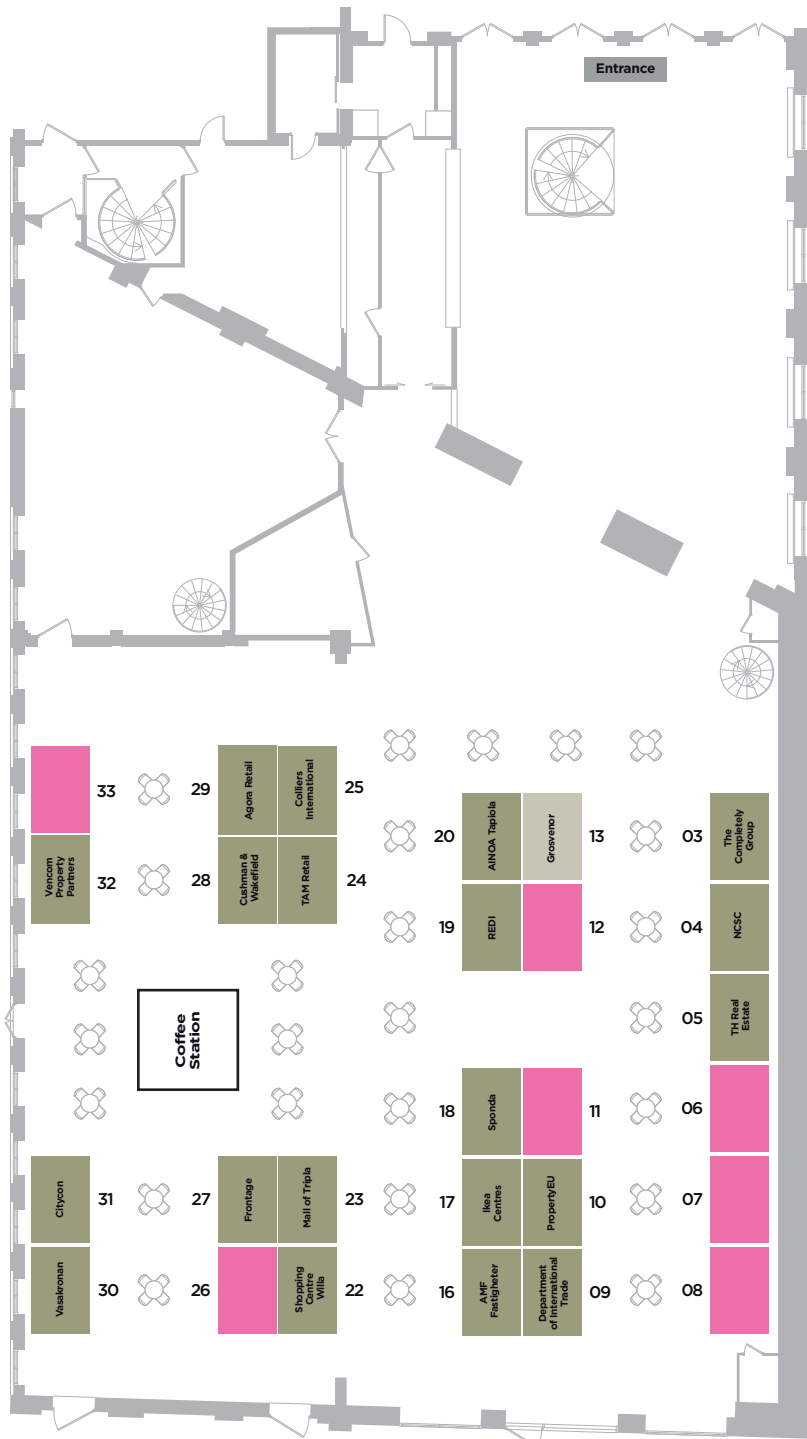 Entrance
33
29
Agora Retail
Colliers
International
25
Vencom
Property
Partners
32
28
Cushman &
Wakefield
TAM Retail
24
20
AINOA Tapiola
Grosvenor
13
03
The
Completely
Group
19
REDI
12
04
NCSC
Coffee
Station
05
TH Real
Estate
18
Sponda
11
06
Citycon
31
27
Frontage
Mall of Tripla
23
17
Ikea
Centres
PropertyEU
10
07
Vasakronan
30
26
Shopping
Centre
Willa
22
16
AMF
Fastigheter
Department
of International
Trade
09
08